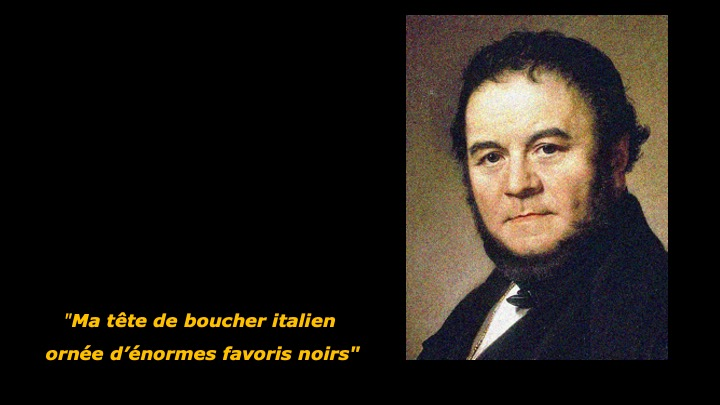 "Ma tête de boucher italien
ornée d’énormes favoris noirs"